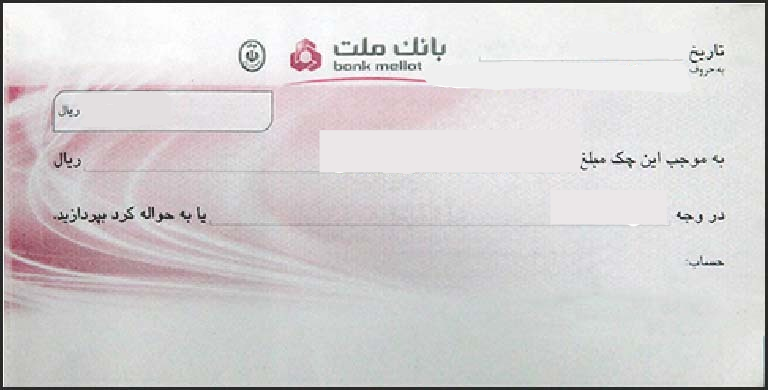 تاریخ
به حروف
بانک ملت
bank mellat
ریال
به موجب این چک مبلغ ریال
در وجه یا به حواله کرد بپردازید.
حساب: